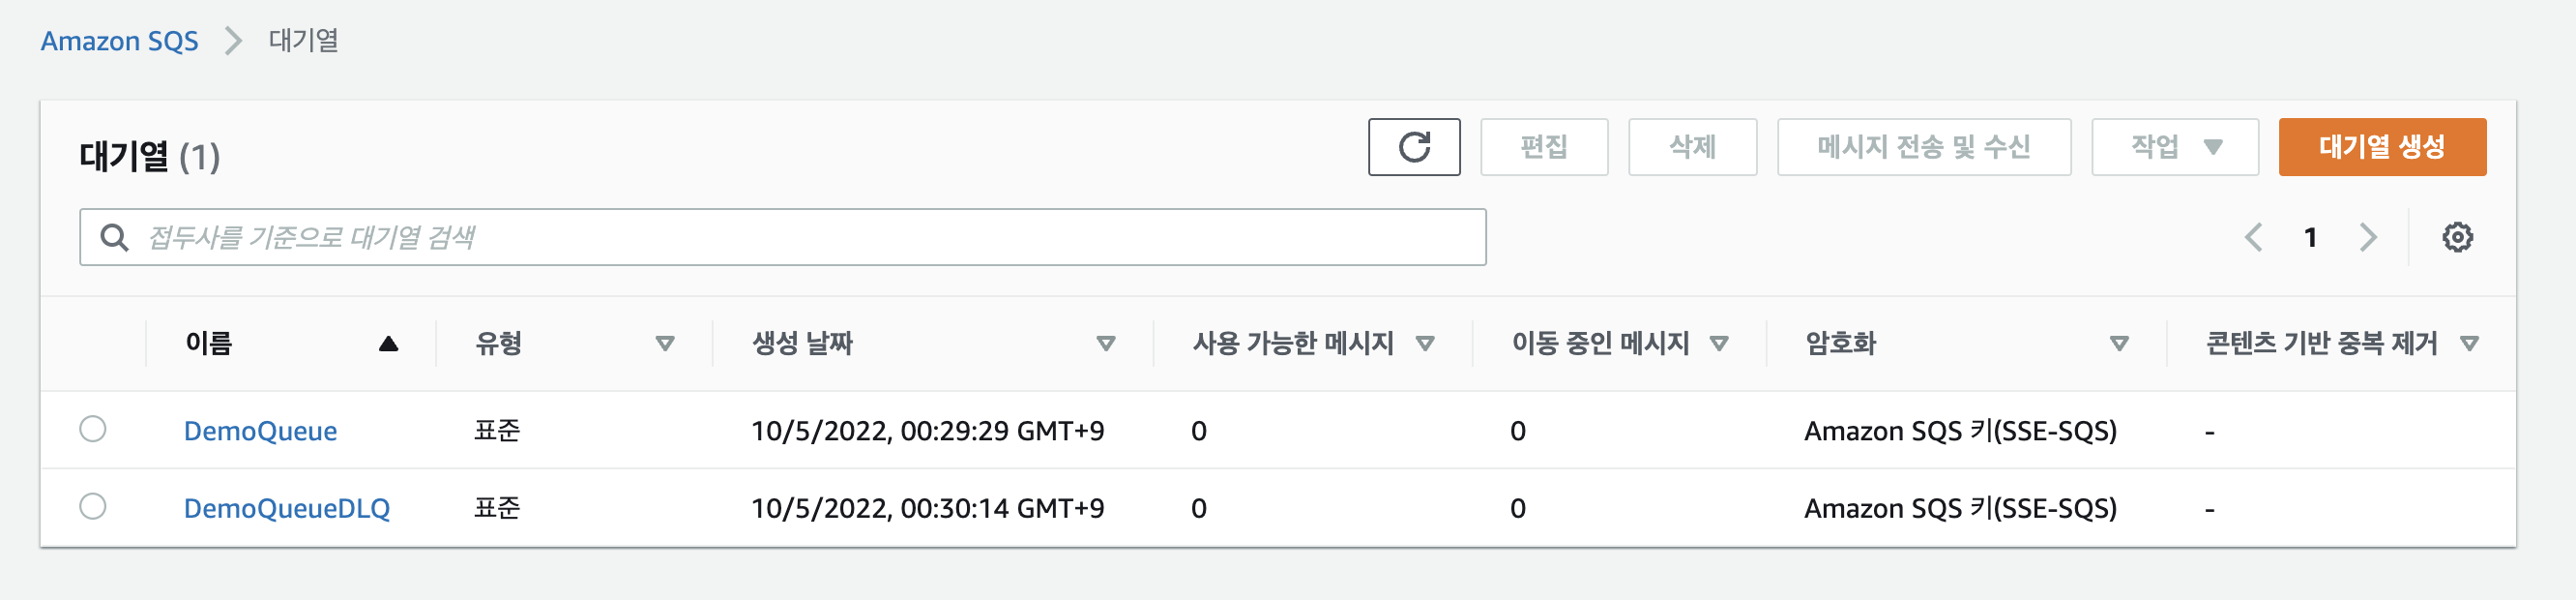 Amazon SQS > 대기열
대기열 (1)
편집 삭제 메시지 전송 및 수신 작업 대기열 생성
접두사를 기준으로 대기열 검색
1
이름 유형 생성 날짜 사용 가능한 메시지 이동 중인 메시지 암호화 콘텐츠 기반 중복 제거
DemoQueue 표준 10/5/2022, 00:29:29 GMT+9 0 0 Amazon SQS 키(SSE-SQS) -
DemoQueueDLQ 표준 10/5/2022, 00:30:14 GMT+9 0 0 Amazon SQS 키(SSE-SQS) -